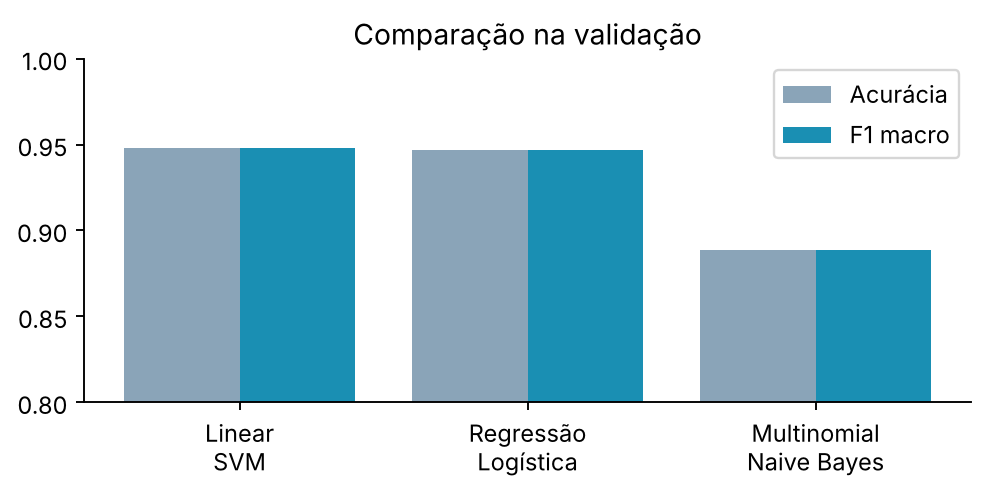 Comparação na validação
1.00
0.95
0.90
0.85
0.80
Acurácia
F1 macro
Linear
SVM
Regressão
Logística
Multinomial
Naive Bayes